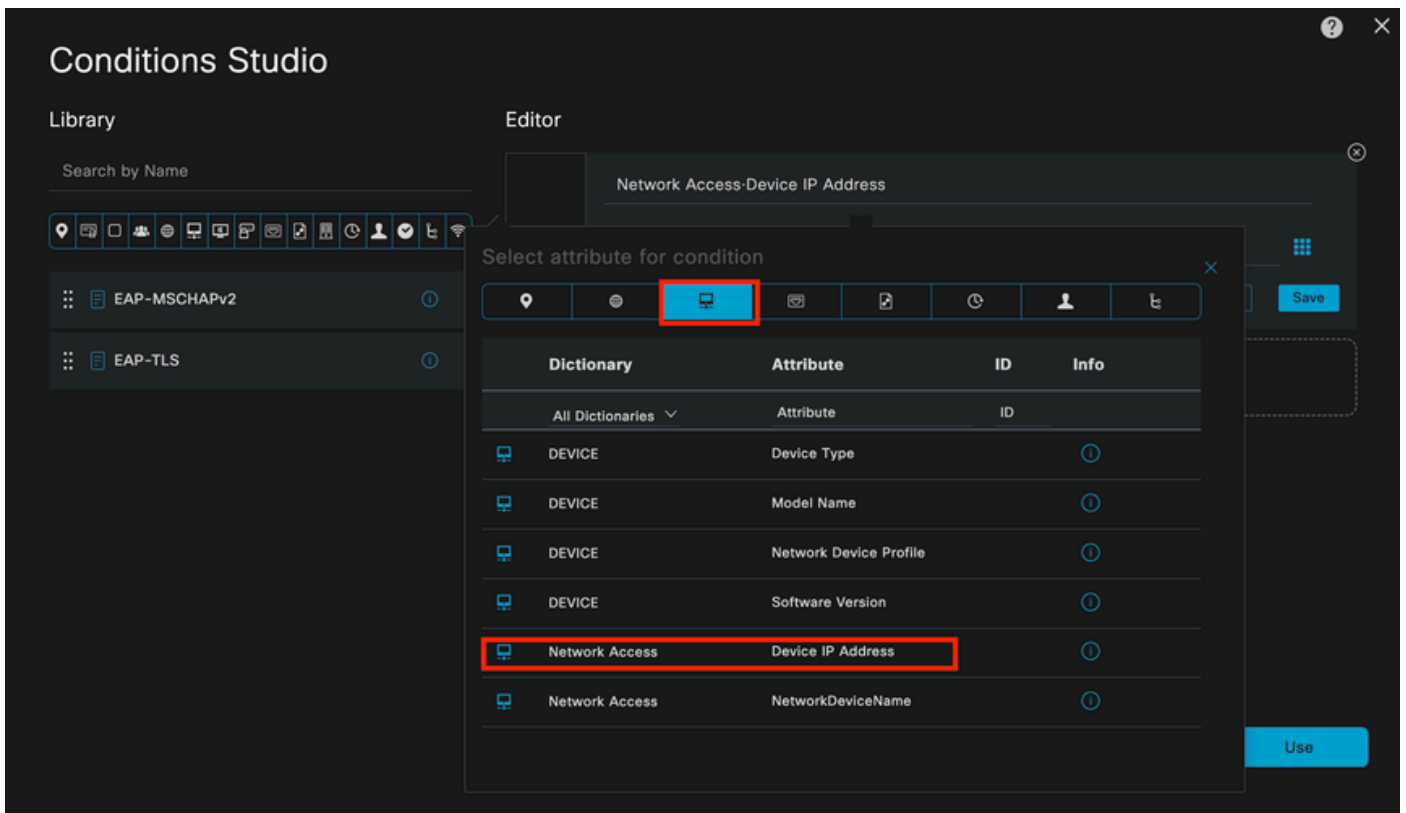 Conditions Studio
Library
Editor
Search by Name
Network Access·Device IP Address
EAP-MSCHAPv2
EAP-TLS
Select attribute for condition
Save
Dictionary Attribute ID Info
All Dictionaries Attribute ID
DEVICE Device Type
DEVICE Model Name
DEVICE Network Device Profile
DEVICE Software Version
Network Access Device IP Address
Network Access NetworkDeviceName
Use